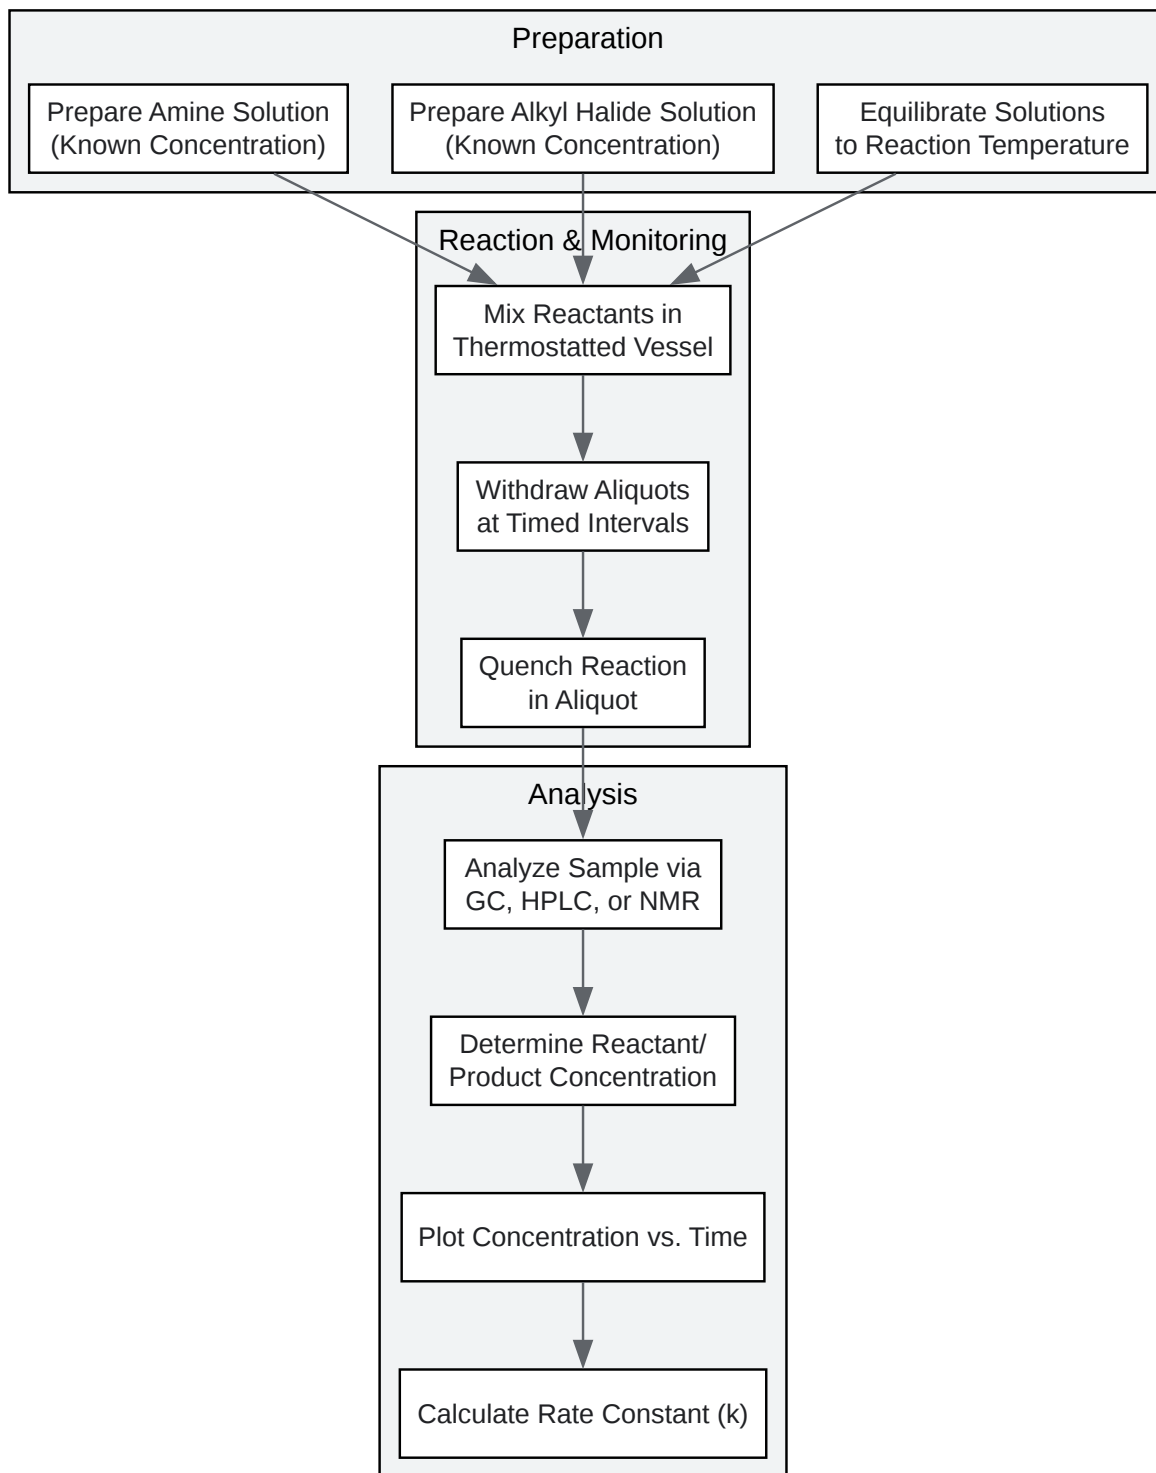 Preparation
Prepare Amine Solution
(Known Concentration)
Prepare Alkyl Halide Solution
(Known Concentration)
Equilibrate Solutions
to Reaction Temperature
Reaction & Monitoring
Mix Reactants in
Thermostatted Vessel
Withdraw Aliquots
at Timed Intervals
Quench Reaction
in Aliquot
Analysis
Analyze Sample via
GC, HPLC, or NMR
Determine Reactant/
Product Concentration
Plot Concentration vs. Time
Calculate Rate Constant (k)